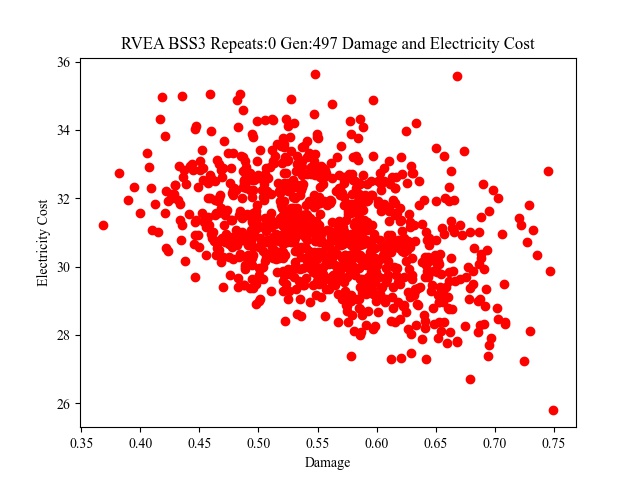 RVEA BSS3 Repeats:0 Gen:497 Damage and Electricity Cost
36
34
32
30
28
26
Electricity Cost
0.35 0.40 0.45 0.50 0.55 0.60 0.65 0.70 0.75
Damage